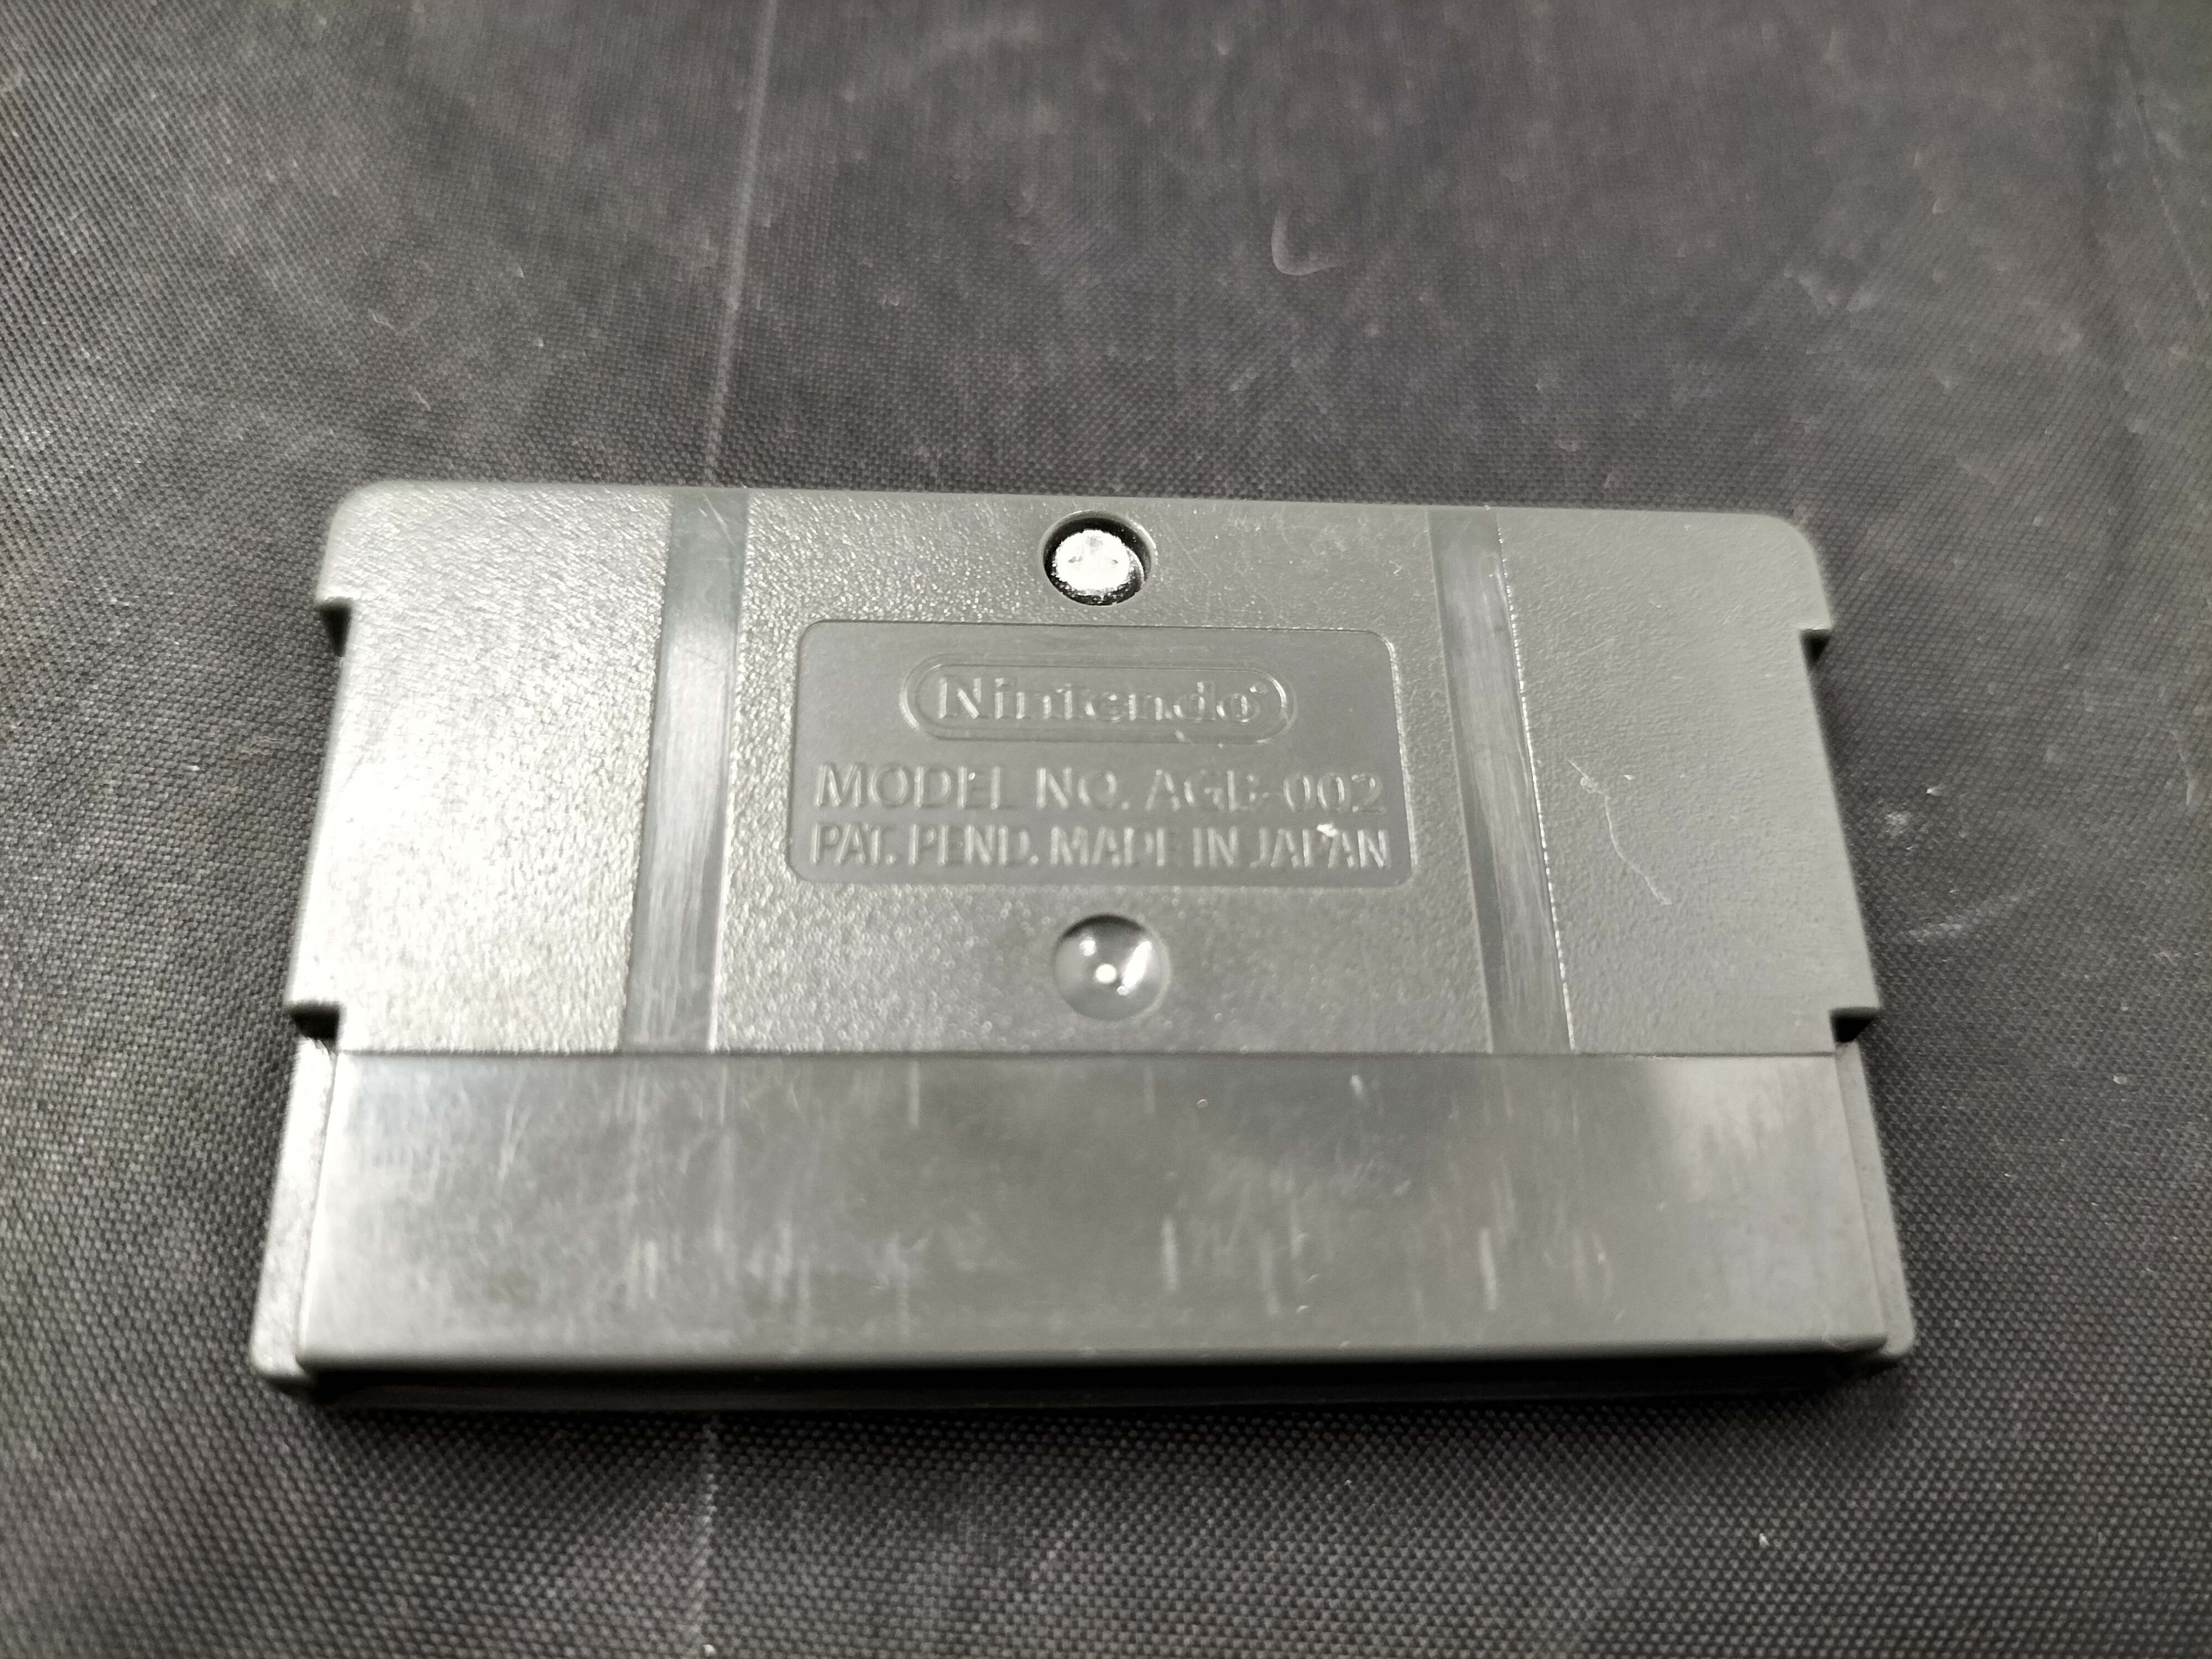 Nintendo®
MODEL NO. AGB-002
PAT. PEND. MADE IN JAPAN